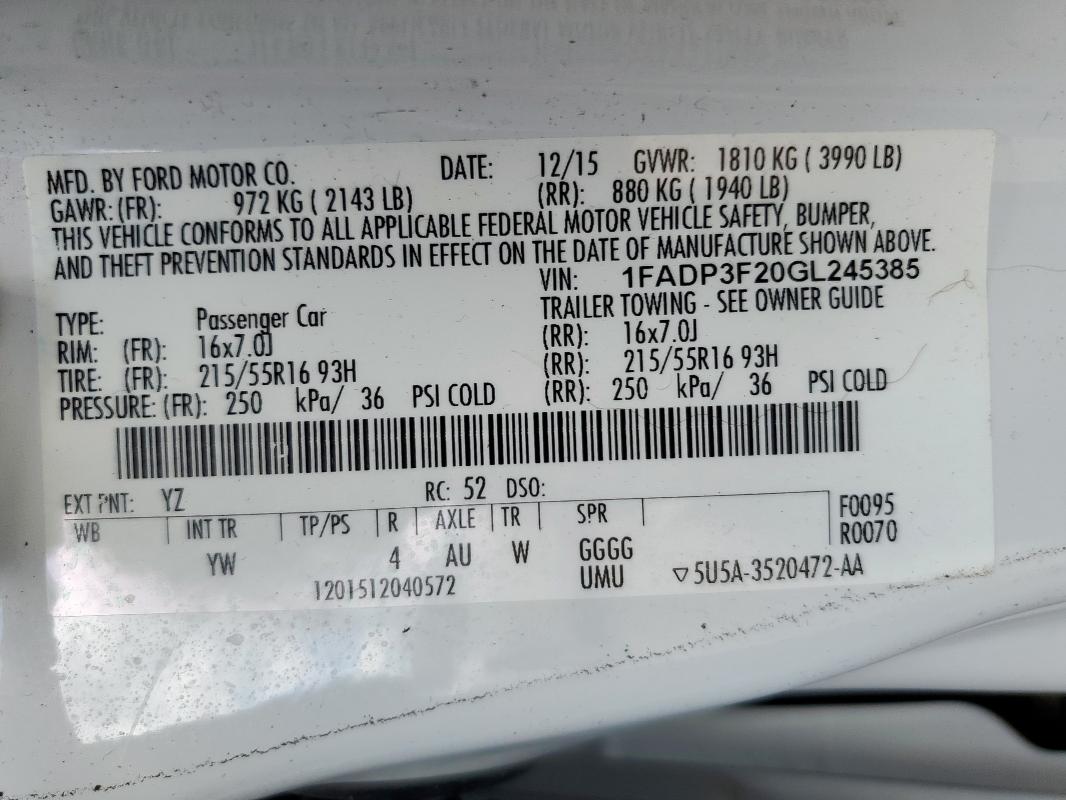 MFD. BY FORD MOTOR CO. DATE: 12/15 GVWR: 1810 KG ( 3990 LB)
GAWR: (FR): 972 KG ( 2143 LB) (RR): 880 KG ( 1940 LB)
THIS VEHICLE CONFORMS TO ALL APPLICABLE FEDERAL MOTOR VEHICLE SAFETY, BUMPER,
AND THEFT PREVENTION STANDARDS IN EFFECT ON THE DATE OF MANUFACTURE SHOWN ABOVE.
VIN: 1FADP3F20GL245385
TRAILER TOWING - SEE OWNER GUIDE
TYPE: Passenger Car
RIM: (FR): 16x7.0J (RR): 16x7.0J
TIRE: (FR): 215/55R16 93H (RR): 215/55R16 93H
PRESSURE: (FR): 250 kPa/ 36 PSI COLD (RR): 250 kPa/ 36 PSI COLD
EXT PNT: YZ RC: 52 DSO:
WB INT TR TP/PS R AXLE TR SPR F0095
R0070
YW 4 AU W GGGG
UMU ▽5U5A-3520472-AA
1201512040572